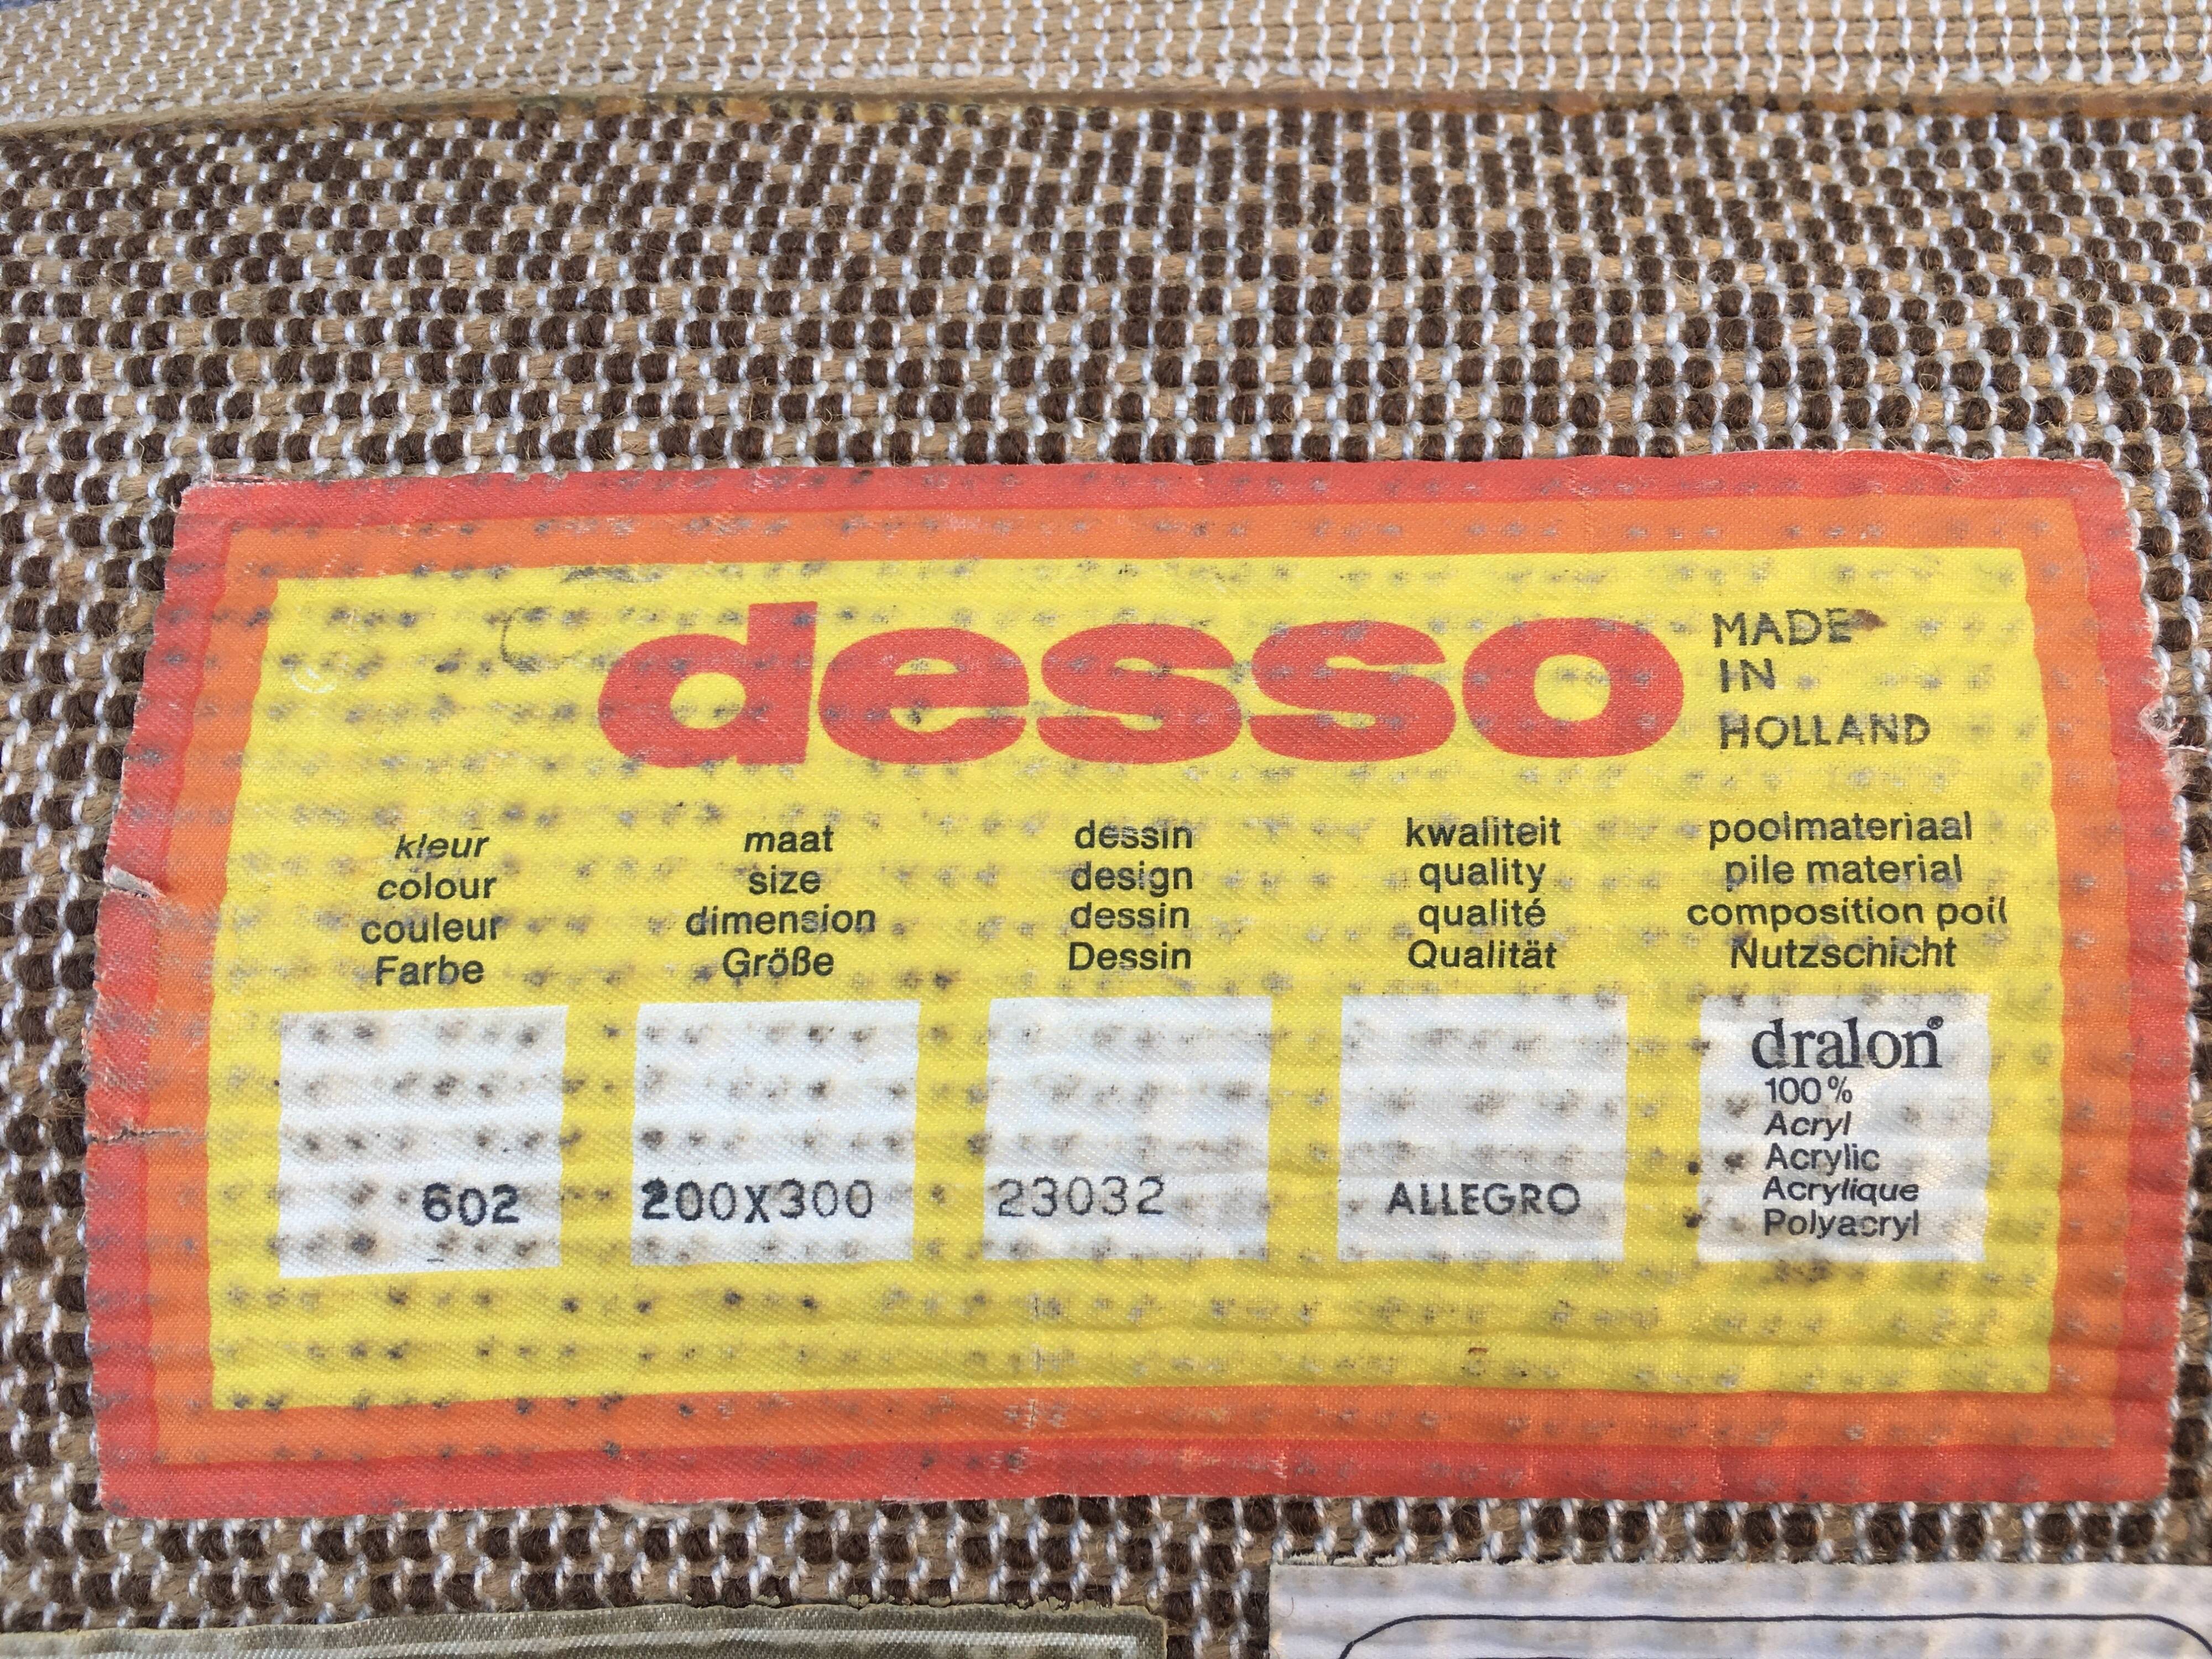 desso
MADE
IN
HOLLAND
kleur
colour
couleur
Farbe
maat
size
dimension
Größe
dessin
design
dessin
Dessin
kwaliteit
quality
qualité
Qualität
poolmateriaal
pile material
composition poil
Nutzschicht
602
200X300
23032
ALLEGRO
dralon®
100%
Acryl
Acrylic
Acrylique
Polyacryl